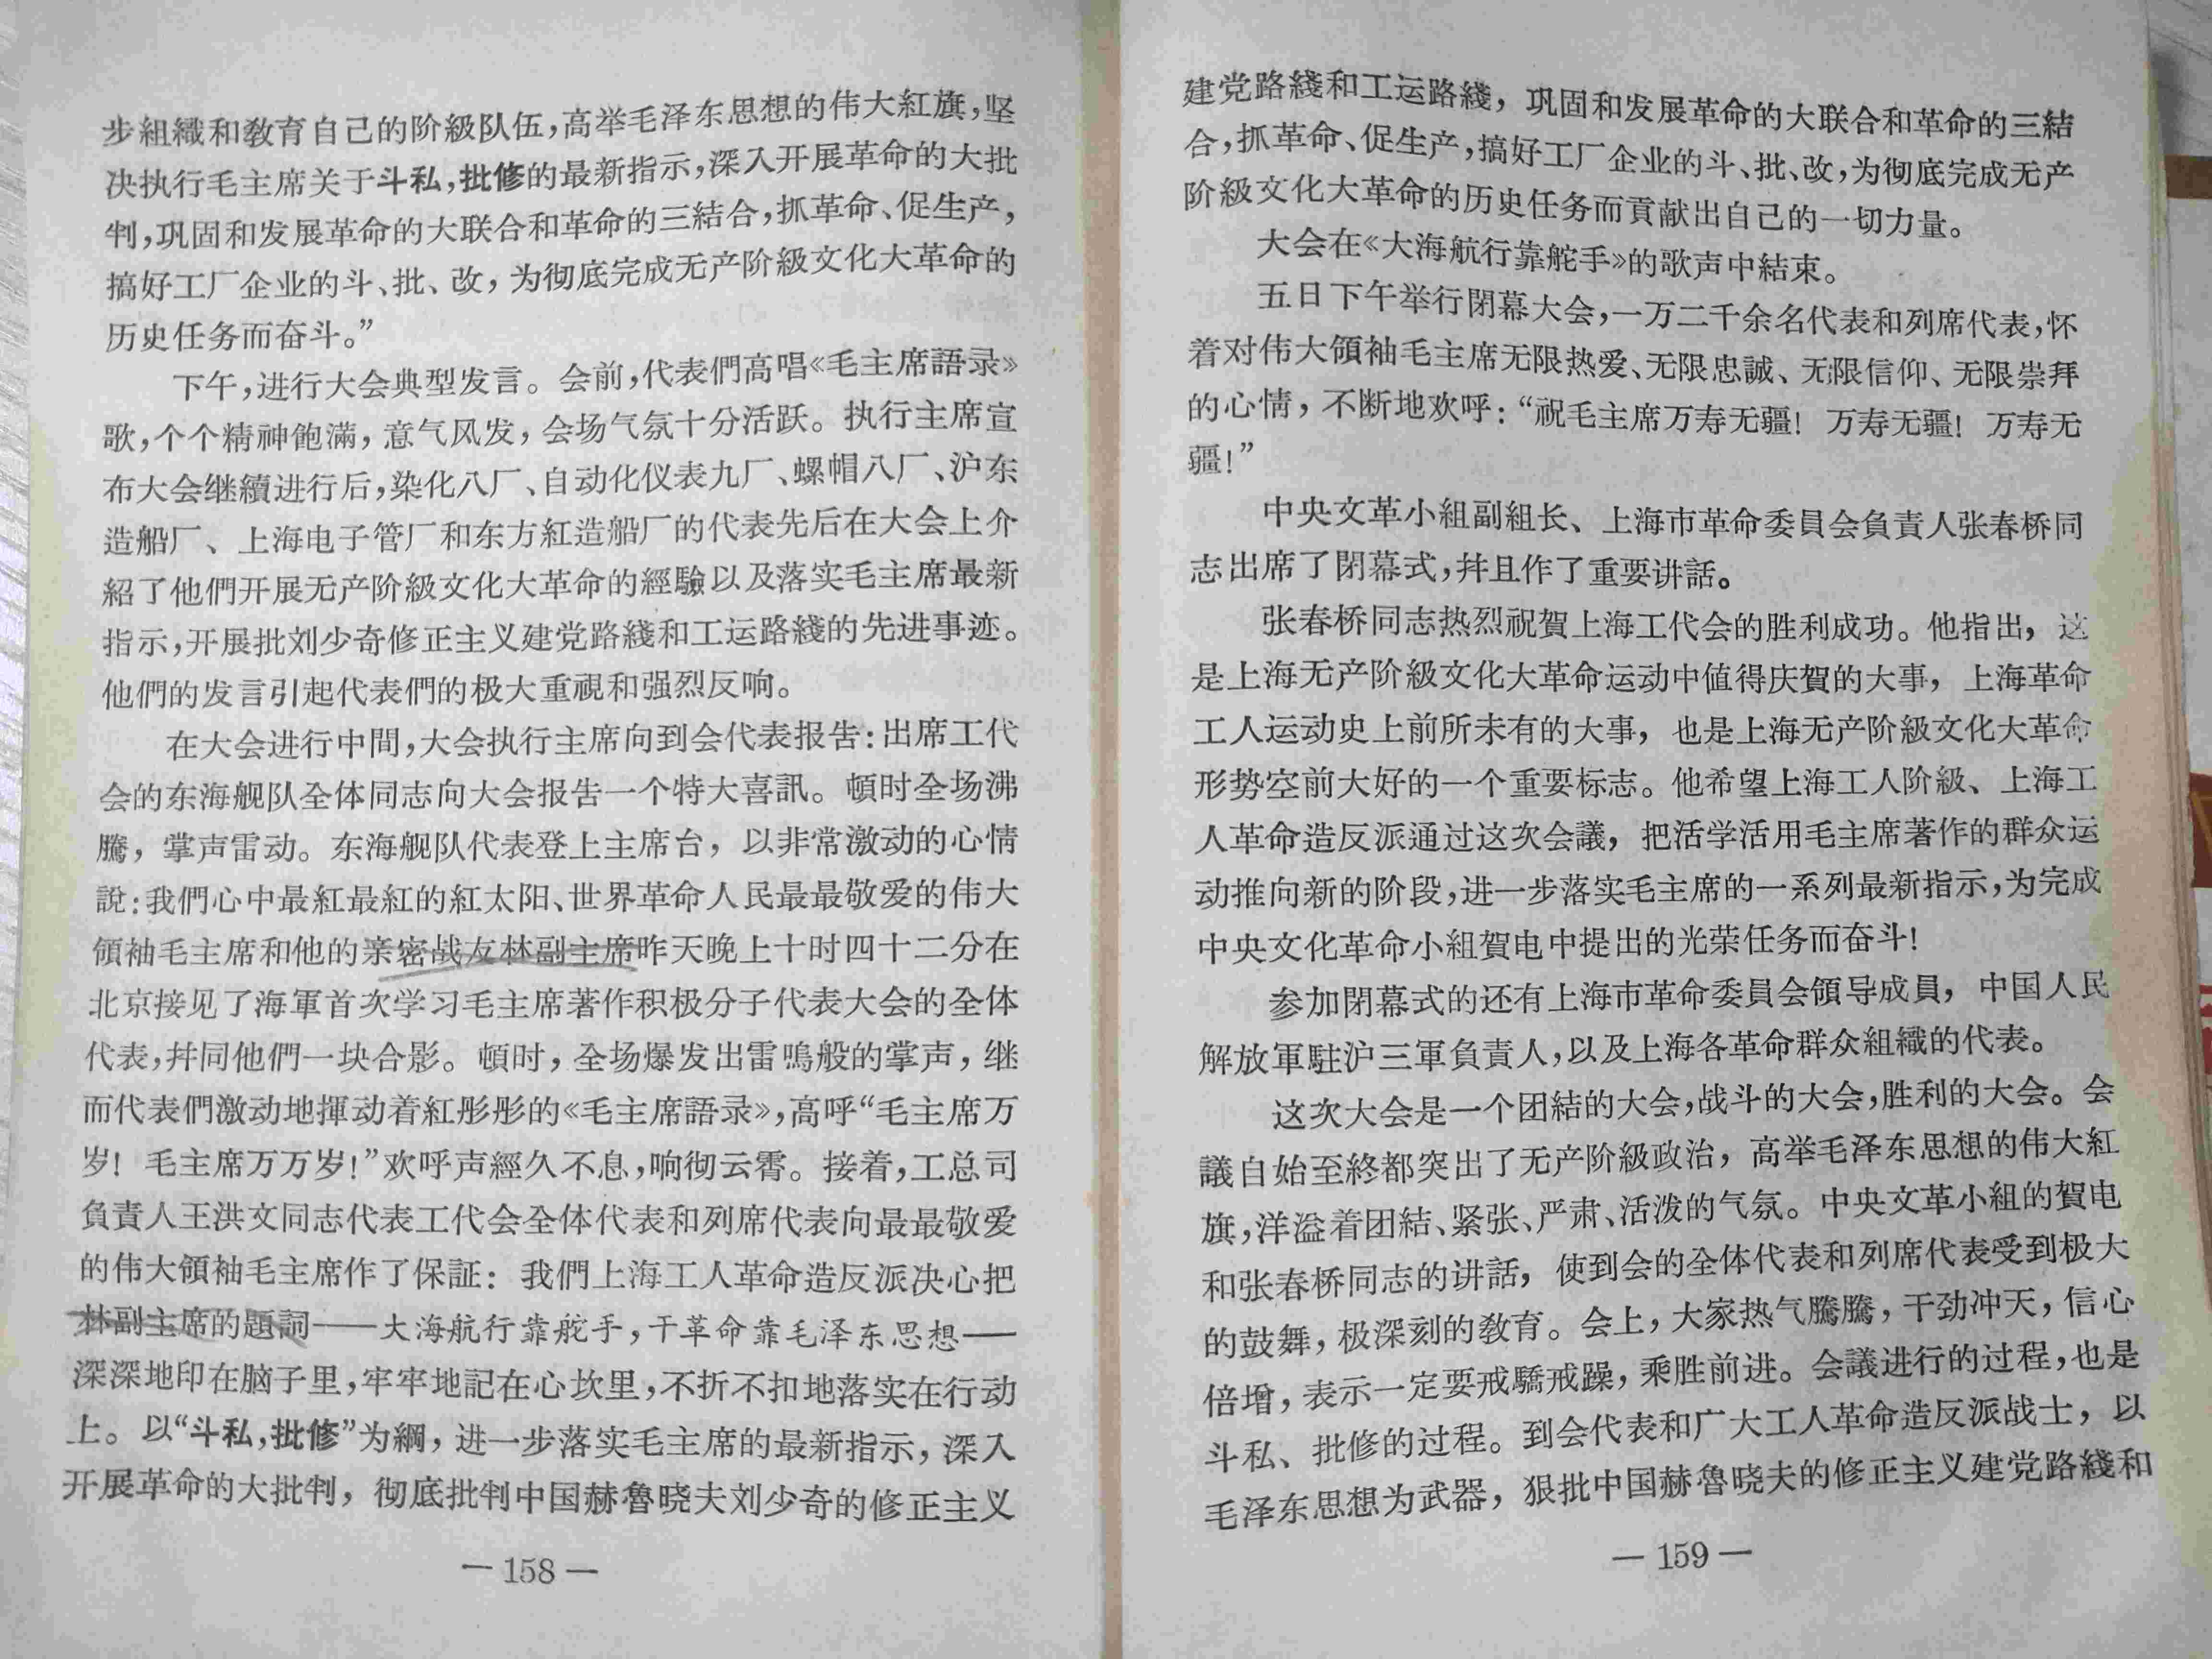 步組織和教育自己的阶級队伍,高举毛泽东思想的伟大紅旗,坚
决执行毛主席关于斗私,批修的最新指示,深入开展革命的大批
判,巩固和发展革命的大联合和革命的三結合,抓革命、促生产,
搞好工厂企业的斗、批、改,为彻底完成无产阶級文化大革命的
历史任务而奋斗。”
下午,进行大会典型发言。会前,代表們高唱《毛主席語录》
歌,个个精神飽滿,意气风发,会场气氛十分活跃。执行主席宣
布大会继續进行后,染化八厂、自动化仪表九厂、螺帽八厂、沪东
造船厂、上海电子管厂和东方紅造船厂的代表先后在大会上介
紹了他們开展无产阶級文化大革命的經驗以及落实毛主席最新
指示,开展批刘少奇修正主义建党路綫和工运路綫的先进事迹。
他們的发言引起代表們的极大重視和强烈反响。
在大会进行中間,大会执行主席向到会代表报告:出席工代
会的东海舰队全体同志向大会报告一个特大喜訊。頓时全场沸
騰,掌声雷动。东海舰队代表登上主席台,以非常激动的心情
說:我們心中最紅最紅的紅太阳、世界革命人民最最敬爱的伟大
領袖毛主席和他的亲密战友林副主席昨天晚上十时四十二分在
北京接见了海軍首次学习毛主席著作积极分子代表大会的全体
代表,幷同他們一块合影。頓时,全场爆发出雷鳴般的掌声,继
而代表們激动地揮动着紅彤彤的《毛主席語录》,高呼“毛主席万
岁! 毛主席万万岁!”欢呼声經久不息,响彻云霄。接着,工总司
負責人王洪文同志代表工代会全体代表和列席代表向最最敬爱
的伟大領袖毛主席作了保証: 我們上海工人革命造反派决心把
林副主席的題詞——大海航行靠舵手,干革命靠毛泽东思想——
深深地印在脑子里,牢牢地記在心坎里,不折不扣地落实在行动
上。以“斗私,批修”为綱,进一步落实毛主席的最新指示,深入
开展革命的大批判,彻底批判中国赫魯晓夫刘少奇的修正主义
— 158 —
建党路綫和工运路綫,巩固和发展革命的大联合和革命的三結
合,抓革命、促生产,搞好工厂企业的斗、批、改,为彻底完成无产
阶級文化大革命的历史任务而貢献出自己的一切力量。
大会在《大海航行靠舵手》的歌声中結束。
五日下午举行閉幕大会,一万二千余名代表和列席代表,怀
着对伟大領袖毛主席无限热爱、无限忠誠、无限信仰、无限崇拜
的心情,不断地欢呼:“祝毛主席万寿无疆! 万寿无疆! 万寿无
疆!”
中央文革小組副組长、上海市革命委員会負責人张春桥同
志出席了閉幕式,幷且作了重要讲話。
张春桥同志热烈祝賀上海工代会的胜利成功。他指出,这
是上海无产阶級文化大革命运动中值得庆賀的大事,上海革命
工人运动史上前所未有的大事,也是上海无产阶級文化大革命
形势空前大好的一个重要标志。他希望上海工人阶級、上海工
人革命造反派通过这次会議,把活学活用毛主席著作的群众运
动推向新的阶段,进一步落实毛主席的一系列最新指示,为完成
中央文化革命小組賀电中提出的光荣任务而奋斗!
参加閉幕式的还有上海市革命委員会領导成員,中国人民
解放軍駐沪三軍負責人,以及上海各革命群众組織的代表。
这次大会是一个团結的大会,战斗的大会,胜利的大会。会
議自始至終都突出了无产阶級政治,高举毛泽东思想的伟大紅
旗,洋溢着团結、紧张、严肃、活泼的气氛。中央文革小組的賀电
和张春桥同志的讲話,使到会的全体代表和列席代表受到极大
的鼓舞,极深刻的敎育。会上,大家热气騰騰,干劲冲天,信心
倍增,表示一定要戒驕戒躁,乘胜前进。会議进行的过程,也是
斗私、批修的过程。到会代表和广大工人革命造反派战士,以
毛泽东思想为武器,狠批中国赫魯晓夫的修正主义建党路綫和
— 159 —